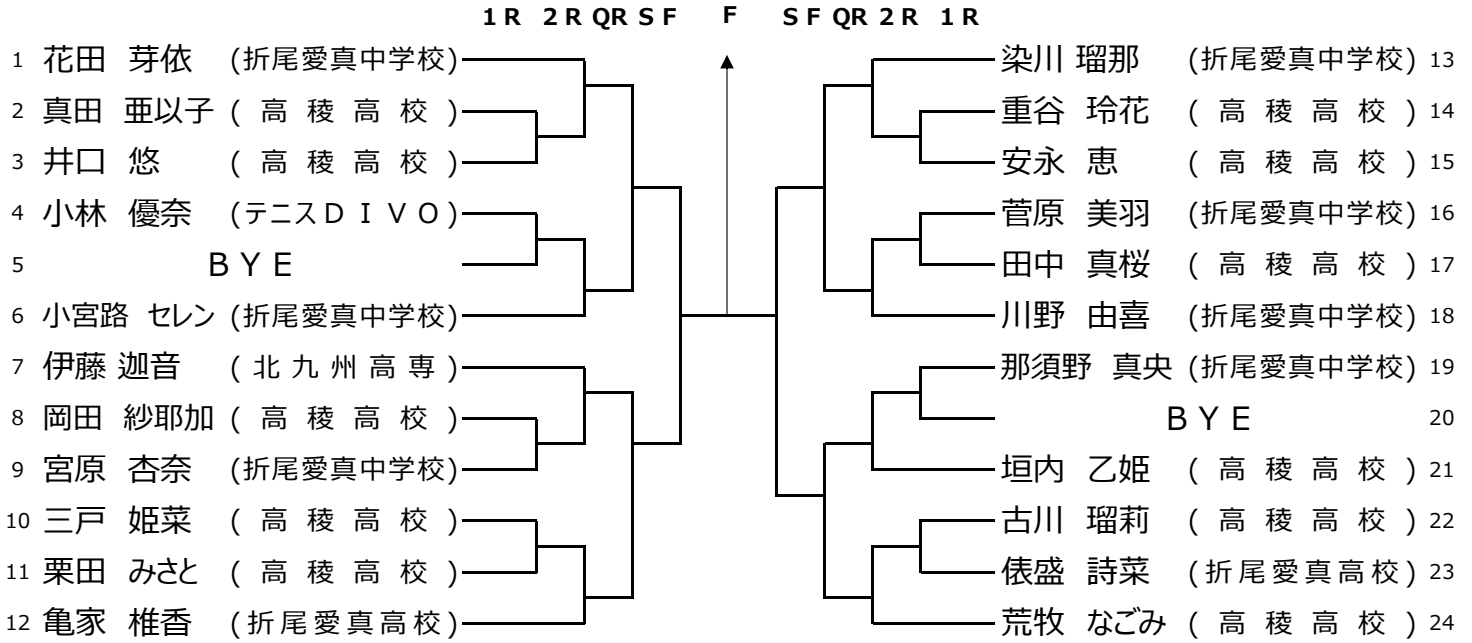 1R 2R QR SF F SF QR 2R 1R
1 花田 芽依 (折尾愛真中学校)
2 真田 亜以子 (高稜高校)
3 井口 悠 (高稜高校)
4 小林 優奈 (テニスDIVO)
5 BYE
6 小宮路 セレン (折尾愛真中学校)
7 伊藤 迦音 (北九州高専)
8 岡田 紗耶加 (高稜高校)
9 宮原 杏奈 (折尾愛真中学校)
10 三戸 姫菜 (高稜高校)
11 栗田 みさと (高稜高校)
12 亀家 椎香 (折尾愛真高校)
染川 瑠那 (折尾愛真中学校) 13
重谷 玲花 (高稜高校) 14
安永 恵 (高稜高校) 15
菅原 美羽 (折尾愛真中学校) 16
田中 真桜 (高稜高校) 17
川野 由喜 (折尾愛真中学校) 18
那須野 真央 (折尾愛真中学校) 19
BYE 20
垣内 乙姫 (高稜高校) 21
古川 瑠莉 (高稜高校) 22
俵盛 詩菜 (折尾愛真高校) 23
荒牧 なごみ (高稜高校) 24